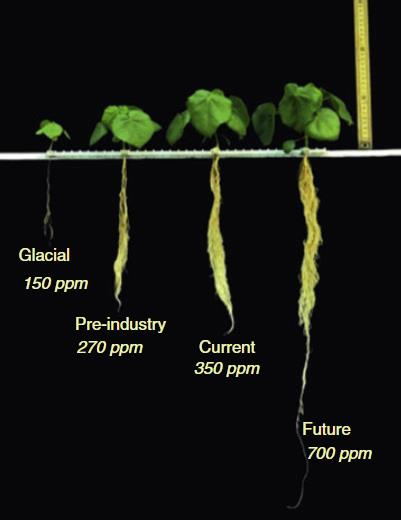 Glacial
150 ppm
Pre-industry
270 ppm
Current
350 ppm
Future
700 ppm